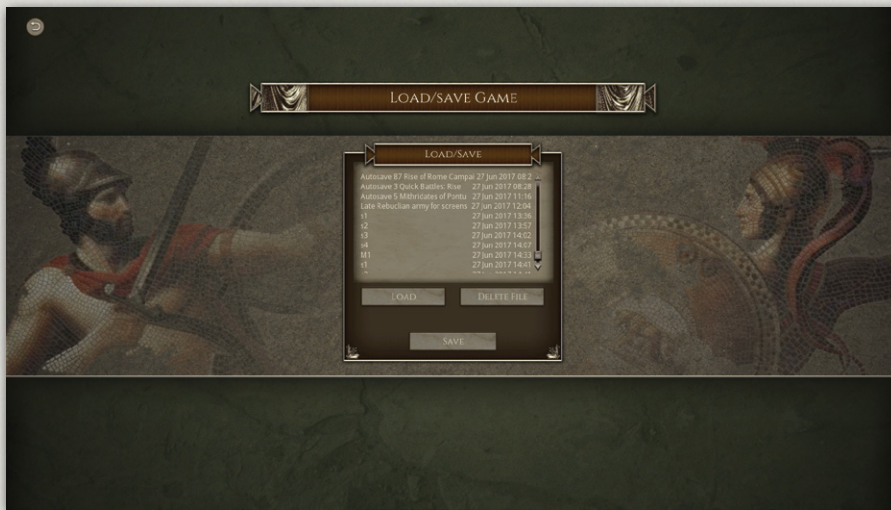 LOAD/SAVE GAME
LOAD/SAVE
Autosave 87 Rise of Rome Campai 27 Jun 2017 08:2
Autosave 3 Quick Battles: Rise 27 Jun 2017 08:28
Autosave 5 Mithridates of Pontu 27 Jun 2017 11:16
Late Rebuclian army for screens 27 Jun 2017 12:04
s1 27 Jun 2017 13:36
s2 27 Jun 2017 13:57
s3 27 Jun 2017 14:02
s4 27 Jun 2017 14:07
M1 27 Jun 2017 14:33
s1 27 Jun 2017 14:41
LOAD DELETE FILE
SAVE